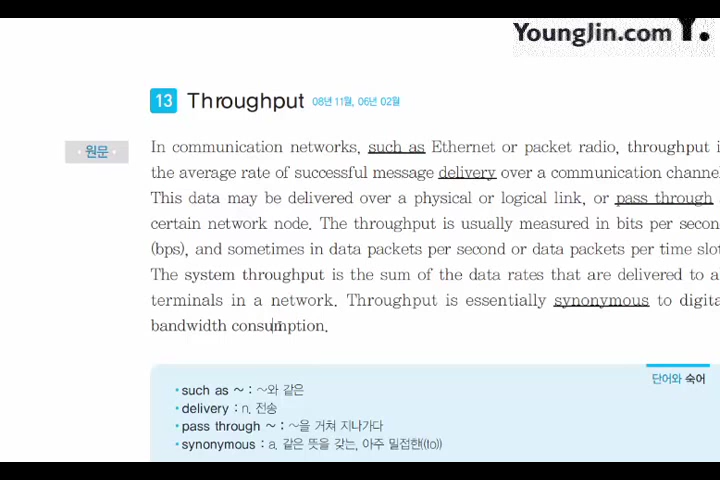 YoungJin.com Y.
13 Throughput 08년 11월, 06년 02월
• 원문 •
In communication networks, such as Ethernet or packet radio, throughput i
the average rate of successful message delivery over a communication channel
This data may be delivered over a physical or logical link, or pass through
certain network node. The throughput is usually measured in bits per secon
(bps), and sometimes in data packets per second or data packets per time slot
The system throughput is the sum of the data rates that are delivered to a
terminals in a network. Throughput is essentially synonymous to digita
bandwidth consumption.
단어와 숙어
• such as ~ : ~와 같은
• delivery : n. 전송
• pass through ~ : ~을 거쳐 지나가다
• synonymous : a. 같은 뜻을 갖는, 아주 밀접한((to))